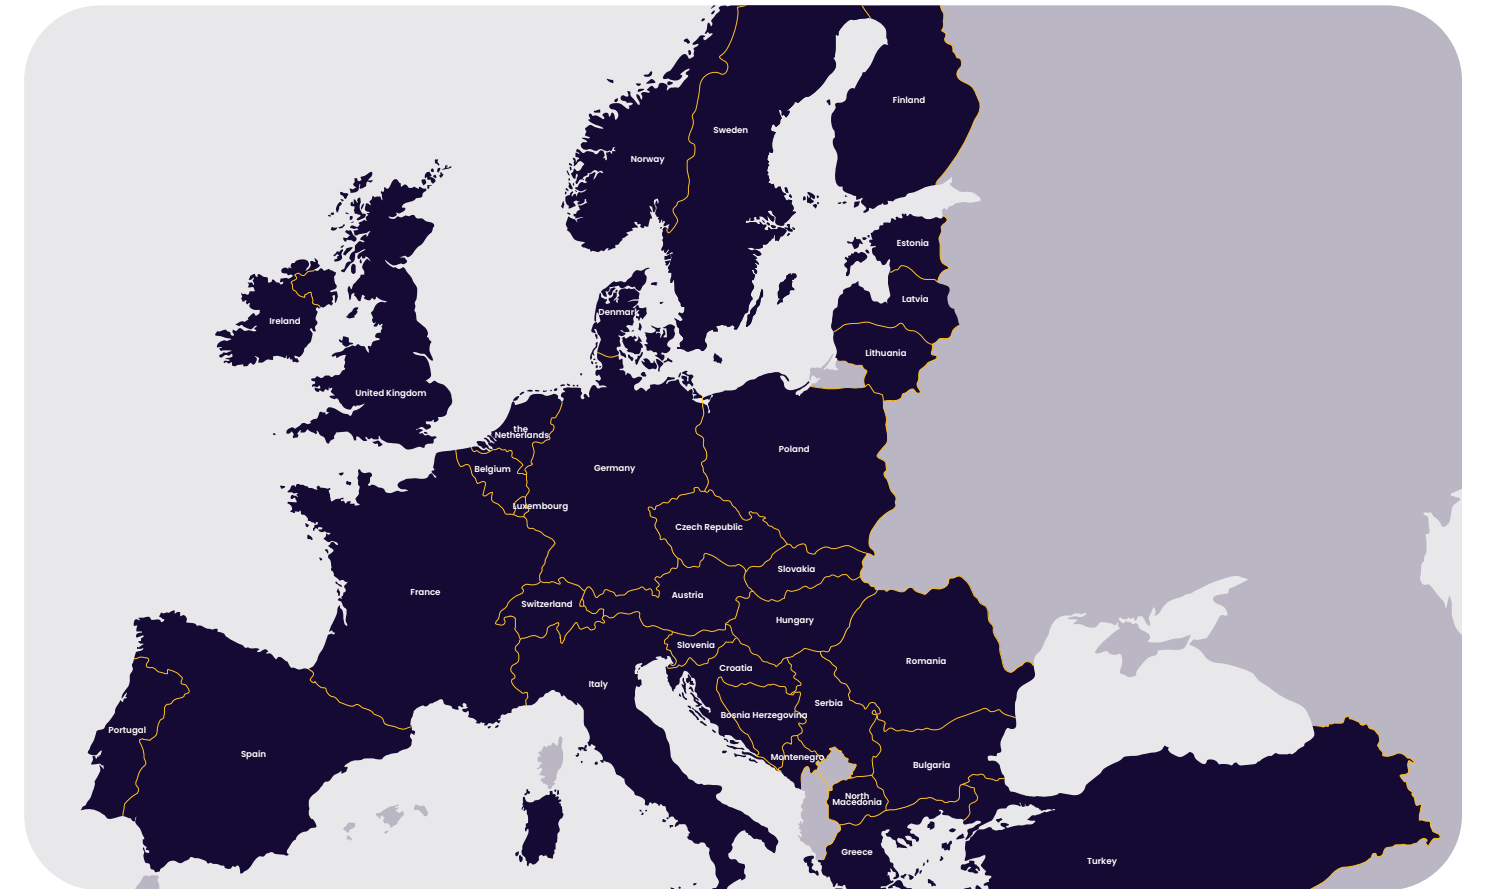 Finland
Sweden
Norway
Estonia
Latvia
Denmark
Ireland
Lithuania
United Kingdom
the
Netherlands
Poland
Germany
Belgium
Luxembourg
Czech Republic
Slovakia
France
Austria
Switzerland
Hungary
Slovenia
Romania
Croatia
Italy
Serbia
Bosnia Herzegovina
Portugal
Spain
Montenegro
Bulgaria
North
Macedonia
Greece
Turkey